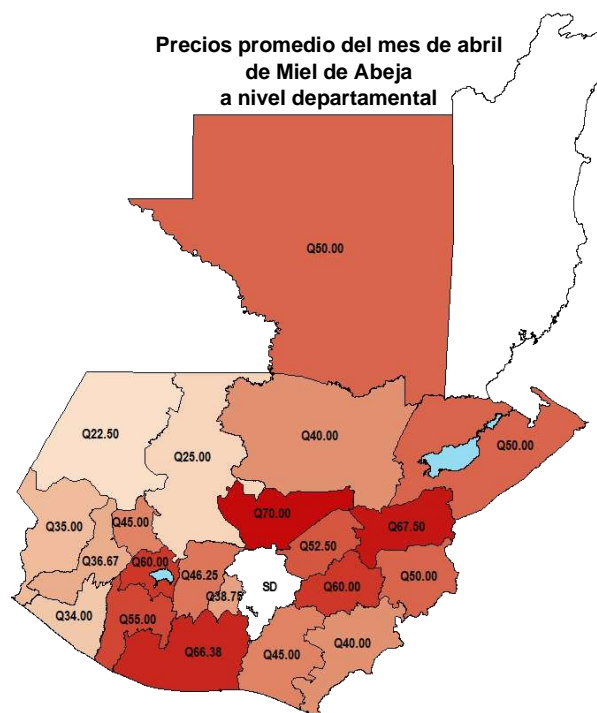 Precios promedio del mes de abril
de Miel de Abeja
a nivel departamental
Q50.00
Q22.50
Q25.00
Q40.00
Q50.00
Q70.00
Q67.50
Q35.00
Q45.00
Q52.50
Q36.67
Q60.00
Q46.25
SD
Q60.00
Q50.00
Q38.75
Q34.00
Q55.00
Q66.38
Q45.00
Q40.00